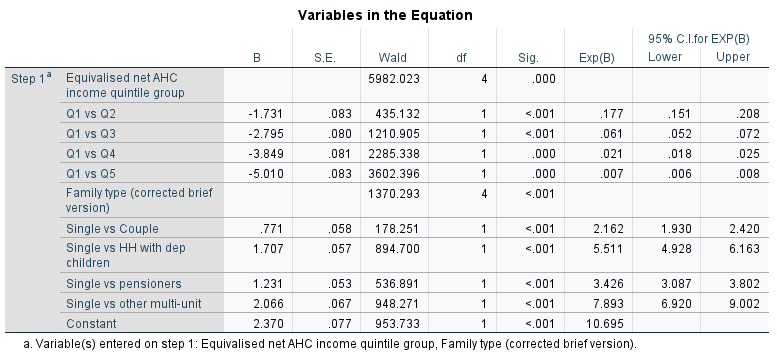 Variables in the Equation
95% C.I.for EXP(B)
B S.E. Wald df Sig. Exp(B) Lower Upper
Step 1a Equivalised net AHC income quintile group 5982.023 4 .000
Q1 vs Q2 -1.731 .083 435.132 1 <.001 .177 .151 .208
Q1 vs Q3 -2.795 .080 1210.905 1 <.001 .061 .052 .072
Q1 vs Q4 -3.849 .081 2285.338 1 .000 .021 .018 .025
Q1 vs Q5 -5.010 .083 3602.396 1 .000 .007 .006 .008
Family type (corrected brief version) 1370.293 4 <.001
Single vs Couple .771 .058 178.251 1 <.001 2.162 1.930 2.420
Single vs HH with dep children 1.707 .057 894.700 1 <.001 5.511 4.928 6.163
Single vs pensioners 1.231 .053 536.891 1 <.001 3.426 3.087 3.802
Single vs other multi-unit 2.066 .067 948.271 1 <.001 7.893 6.920 9.002
Constant 2.370 .077 953.733 1 <.001 10.695
a. Variable(s) entered on step 1: Equivalised net AHC income quintile group, Family type (corrected brief version).